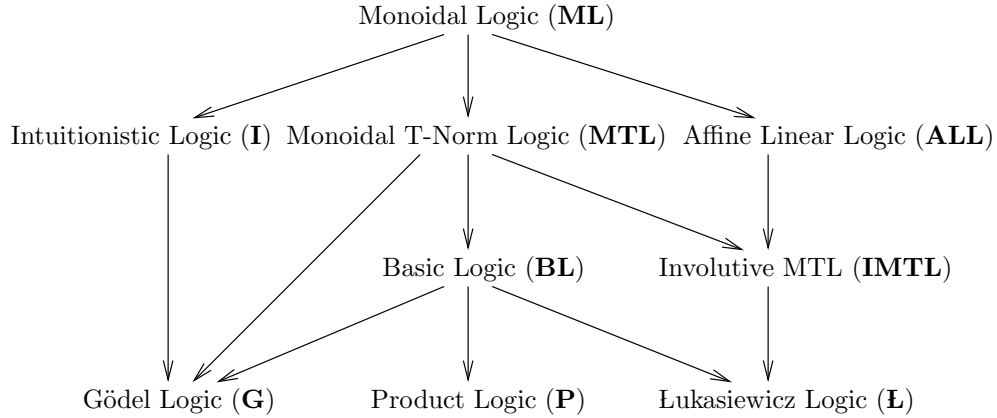 Monoidal Logic (ML)
Intuitionistic Logic (I) Monoidal T-Norm Logic (MTL) Affine Linear Logic (ALL)
Basic Logic (BL) Involutive MTL (IMTL)
Gödel Logic (G) Product Logic (P) Łukasiewicz Logic (Ł)